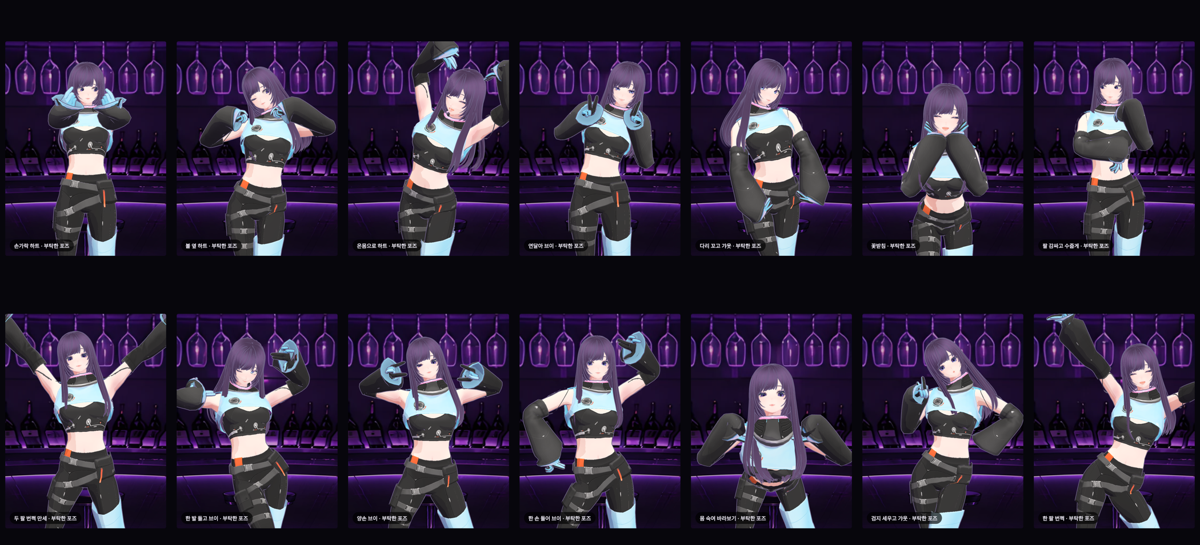 손가락 하트 · 부탁한 포즈
볼 옆 하트 · 부탁한 포즈
온몸으로 하트 · 부탁한 포즈
연달아 브이 · 부탁한 포즈
다리 꼬고 갸웃 · 부탁한 포즈
꽃받침 · 부탁한 포즈
팔 감싸고 수줍게 · 부탁한 포즈
두 팔 번쩍 만세 · 부탁한 포즈
한 발 들고 브이 · 부탁한 포즈
양손 브이 · 부탁한 포즈
한 손 들어 브이 · 부탁한 포즈
몸 숙여 바라보기 · 부탁한 포즈
검지 세우고 갸웃 · 부탁한 포즈
한 팔 번쩍 · 부탁한 포즈